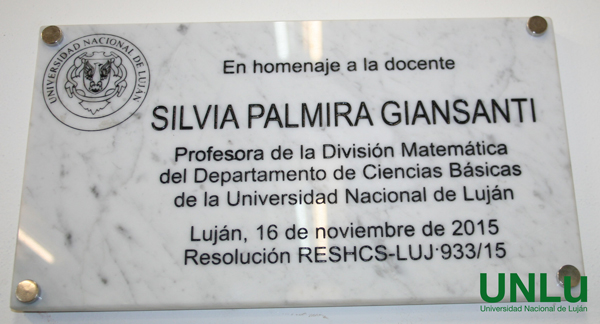 UNIVERSIDAD NACIONAL DE LUJÁN
En homenaje a la docente
SILVIA PALMIRA GIANSANTI
Profesora de la División Matemática
del Departamento de Ciencias Básicas
de la Universidad Nacional de Luján
Luján, 16 de noviembre de 2015
Resolución RESHCS-LUJ:933/15
UNLu
Universidad Nacional de Luján